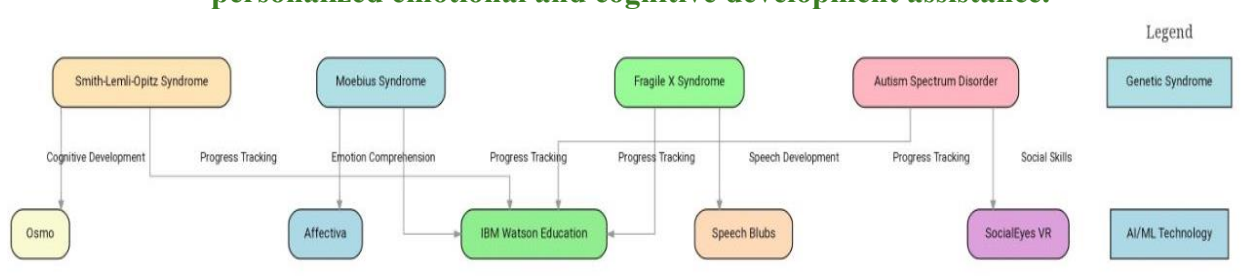 personalized emotional and cognitive development assistance.
Legend
Smith-Lemli-Opitz Syndrome
Moebius Syndrome
Fragile X Syndrome
Autism Spectrum Disorder
Genetic Syndrome
Cognitive Development
Progress Tracking
Emotion Comprehension
Progress Tracking
Progress Tracking
Speech Development
Progress Tracking
Social Skills
Osmo
Affectiva
IBM Watson Education
Speech Blubs
SocialEyes VR
AI/ML Technology